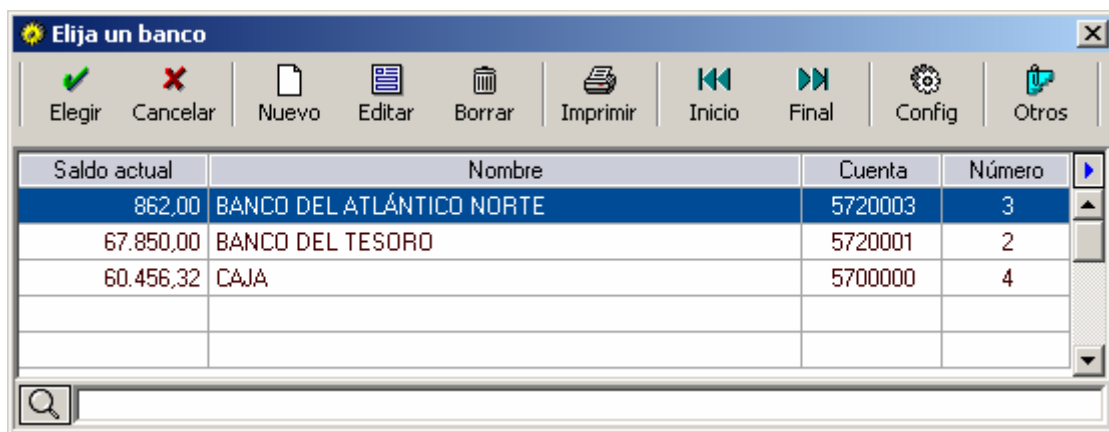 Elija un banco
Elegir Cancelar Nuevo Editar Borrar Imprimir Inicio Final Config Otros
Saldo actual Nombre Cuenta Número
862,00 BANCO DEL ATLÁNTICO NORTE 5720003 3
67.850,00 BANCO DEL TESORO 5720001 2
60.456,32 CAJA 5700000 4